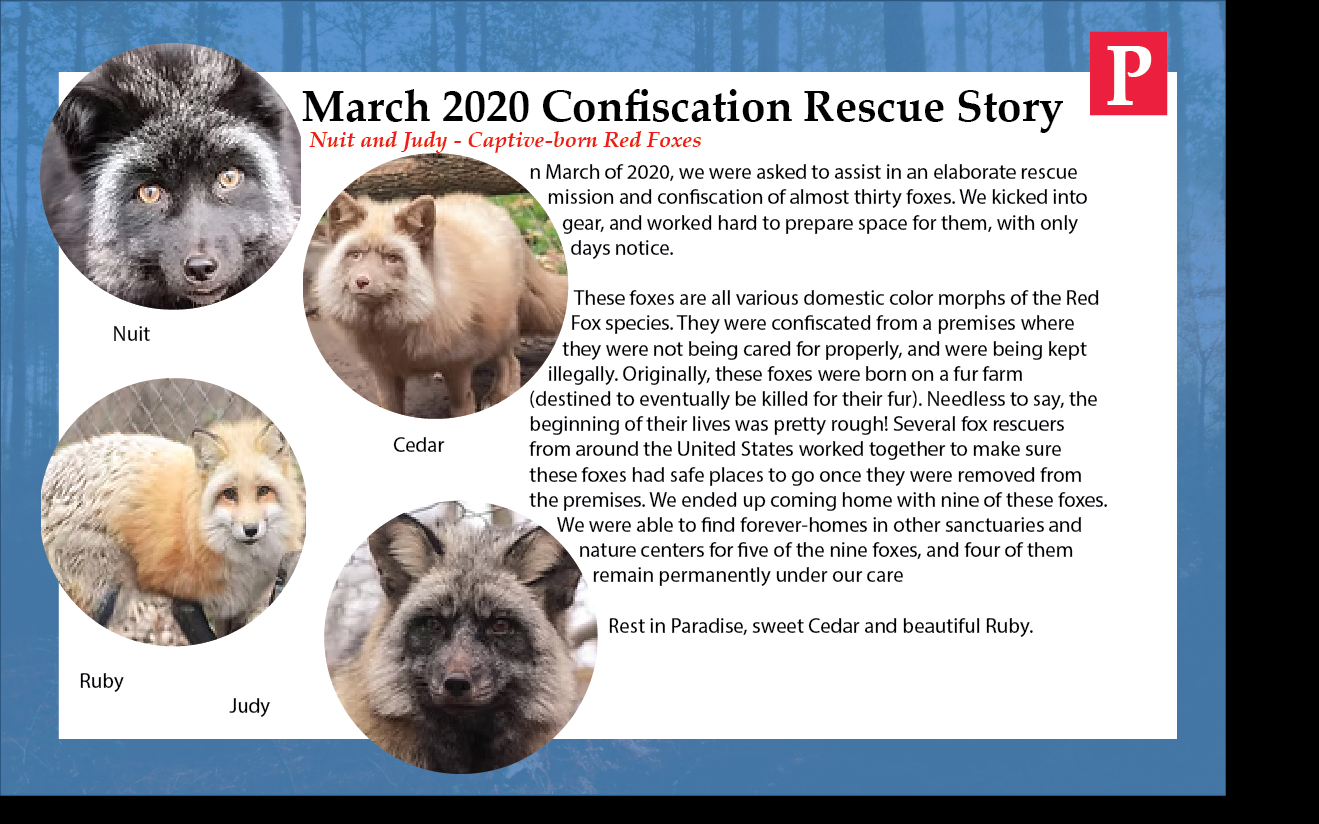 P
March 2020 Confiscation Rescue Story
Nuit and Judy - Captive-born Red Foxes
n March of 2020, we were asked to assist in an elaborate rescue
mission and confiscation of almost thirty foxes. We kicked into
gear, and worked hard to prepare space for them, with only
days notice.
These foxes are all various domestic color morphs of the Red
Fox species. They were confiscated from a premises where
they were not being cared for properly, and were being kept
illegally. Originally, these foxes were born on a fur farm
(destined to eventually be killed for their fur). Needless to say, the
beginning of their lives was pretty rough! Several fox rescuers
from around the United States worked together to make sure
these foxes had safe places to go once they were removed from
the premises. We ended up coming home with nine of these foxes.
We were able to find forever-homes in other sanctuaries and
nature centers for five of the nine foxes, and four of them
remain permanently under our care
Rest in Paradise, sweet Cedar and beautiful Ruby.
Nuit
Cedar
Ruby
Judy